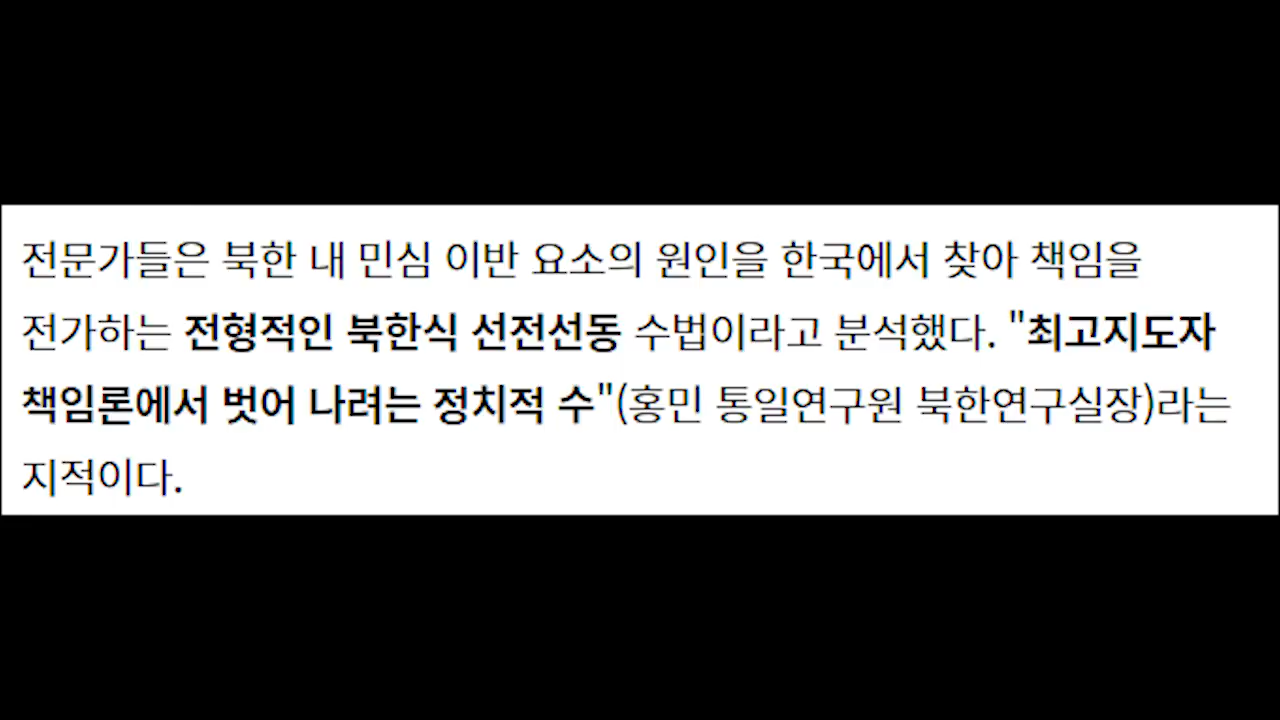 전문가들은 북한 내 민심 이반 요소의 원인을 한국에서 찾아 책임을
전가하는 전형적인 북한식 선전선동 수법이라고 분석했다. "최고지도자
책임론에서 벗어 나려는 정치적 수"(홍민 통일연구원 북한연구실장)라는
지적이다.